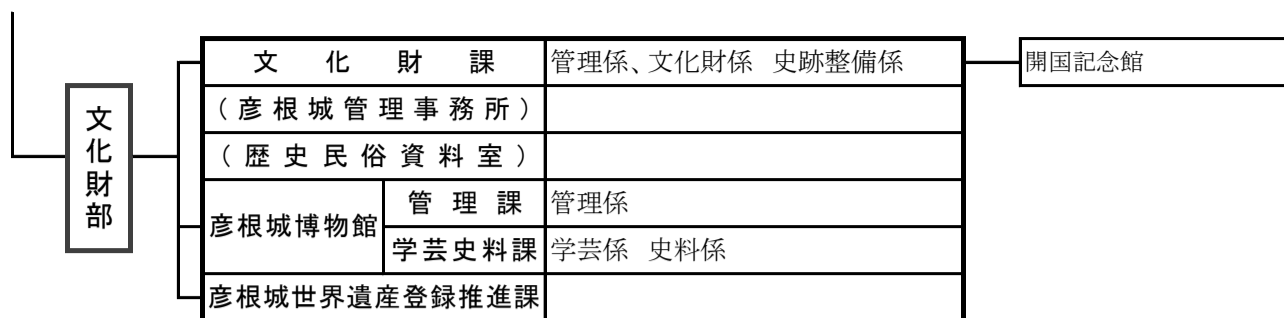 文化財部
文化財課 管理係、文化財係 史跡整備係 開国記念館
(彦根城管理事務所)
(歴史民俗資料室)
彦根城博物館 管理課 管理係
学芸史料課 学芸係 史料係
彦根城世界遺産登録推進課